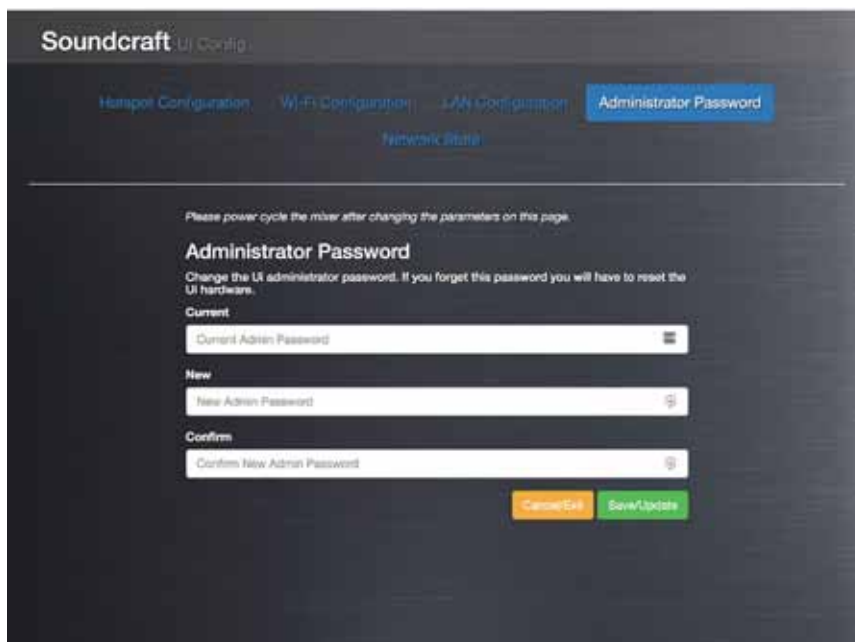 Soundcraft Ui Config
Hotspot Configuration Wi-Fi Configuration LAN Configuration Administrator Password
Network State
Please power cycle the mixer after changing the parameters on this page.
Administrator Password
Change the Ui administrator password. If you forget this password you will have to reset the
Ui hardware.
Current
Current Admin Password
New
New Admin Password
Confirm
Confirm New Admin Password
Cancel/Exit Save/Update